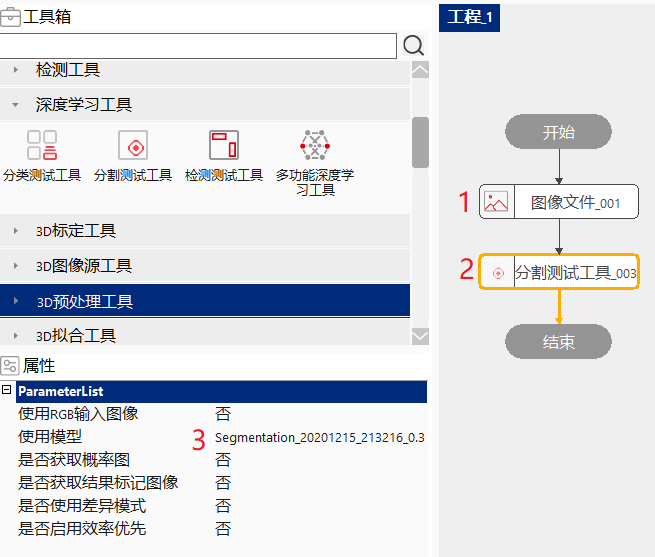 工具箱
检测工具
深度学习工具
分类测试工具
分割测试工具
检测测试工具
多功能深度学
习工具
3D标定工具
3D图像源工具
3D预处理工具
3D拟合工具
属性
ParameterList
使用RGB输入图像 否
使用模型 3 Segmentation_20201215_213216_0.3
是否获取概率图 否
是否获取结果标记图像 否
是否使用差异模式 否
是否启用效率优先 否
工程_1
开始
1 图像文件_001
2 分割测试工具_003
结束